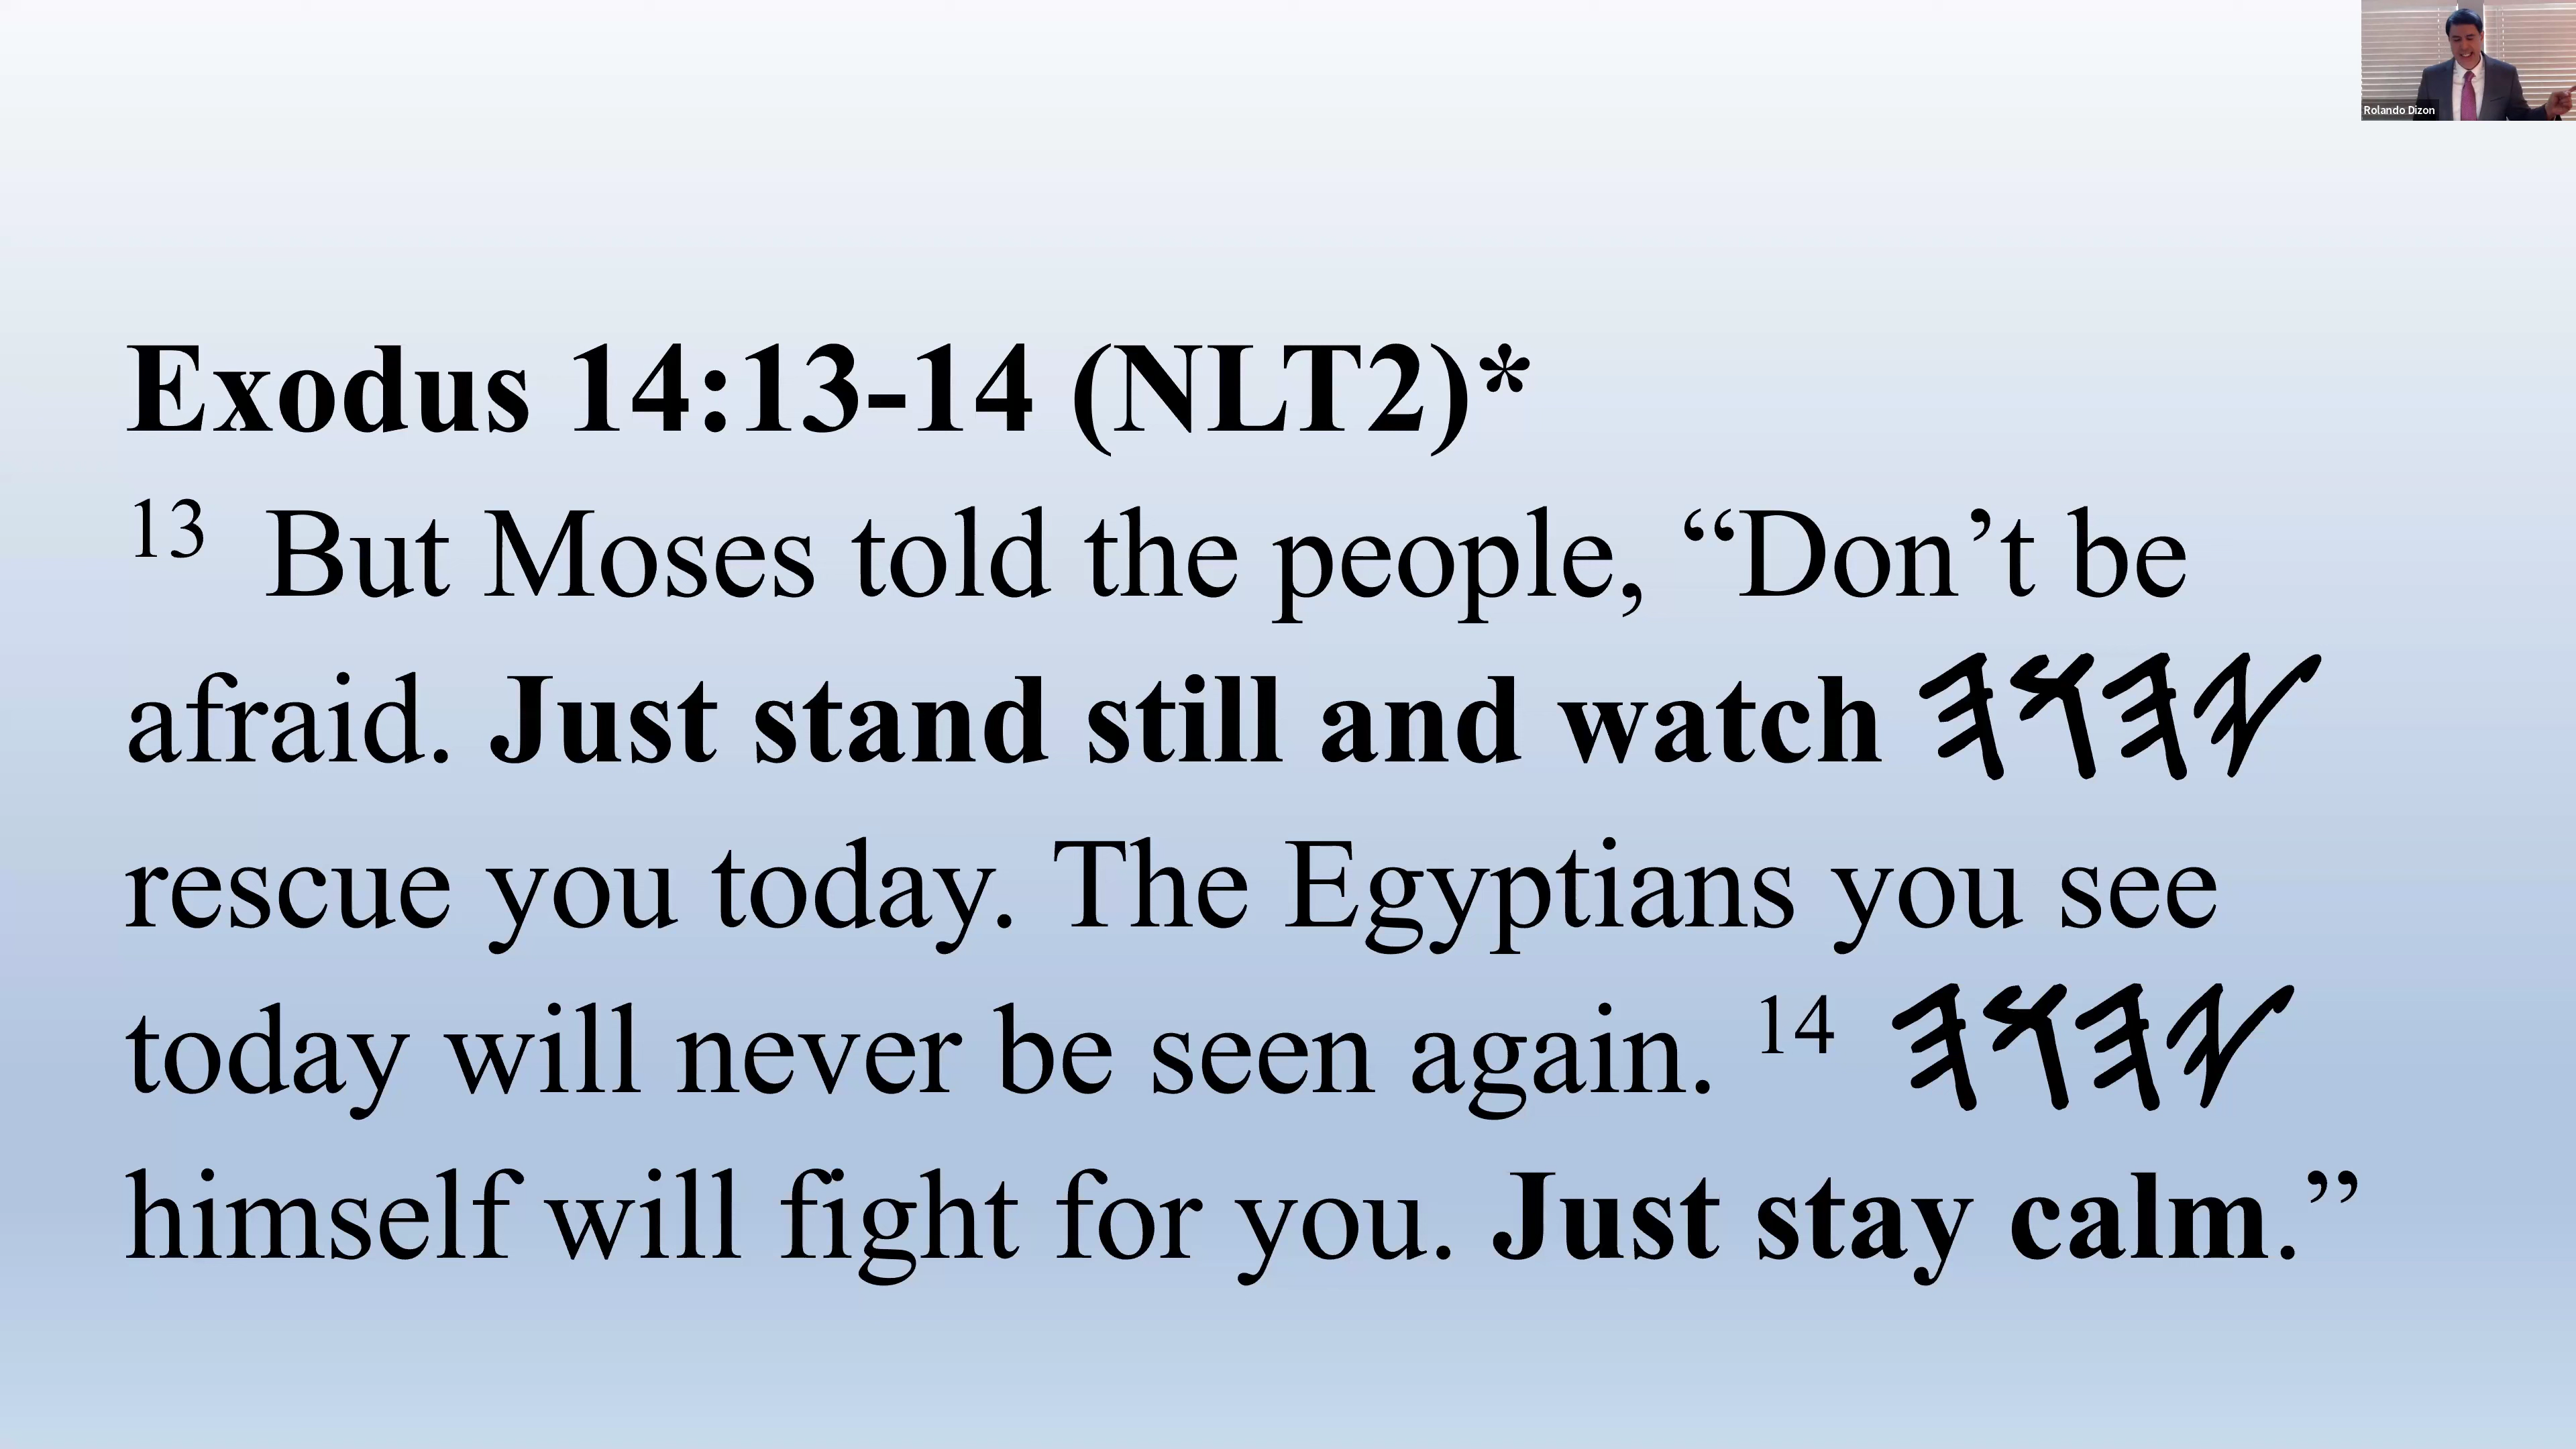 Rolando Dizon
Exodus 14:13-14 (NLT2)*
13 But Moses told the people, “Don’t be
afraid. Just stand still and watch 𐤉𐤄𐤅𐤄
rescue you today. The Egyptians you see
today will never be seen again. 14 𐤉𐤄𐤅𐤄
himself will fight for you. Just stay calm.”